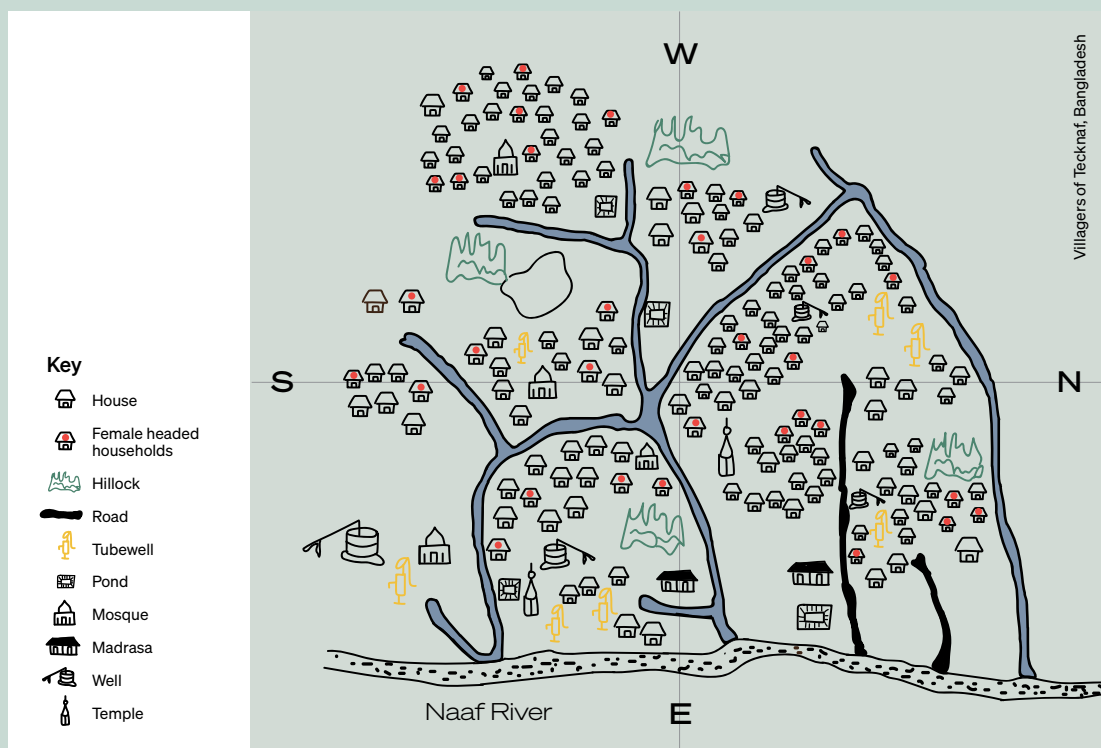 W
Villagers of Tecknaf, Bangladesh
S
N
Key
House
Female headed
households
Hillock
Road
Tubewell
Pond
Mosque
Madrasa
Well
Temple
Naaf River
E